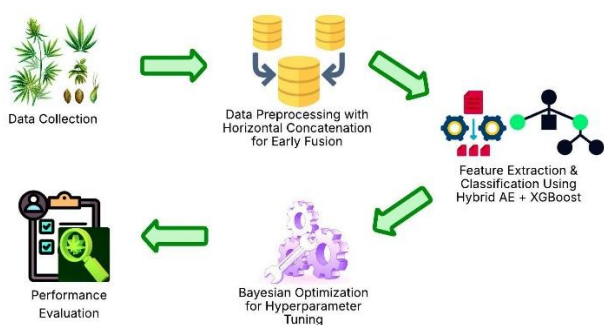 Data Collection
Data Preprocessing with
Horizontal Concatenation
for Early Fusion
Feature Extraction &
Classification Using
Hybrid AE + XGBoost
Bayesian Optimization
for Hyperparameter
Tuning
Performance
Evaluation